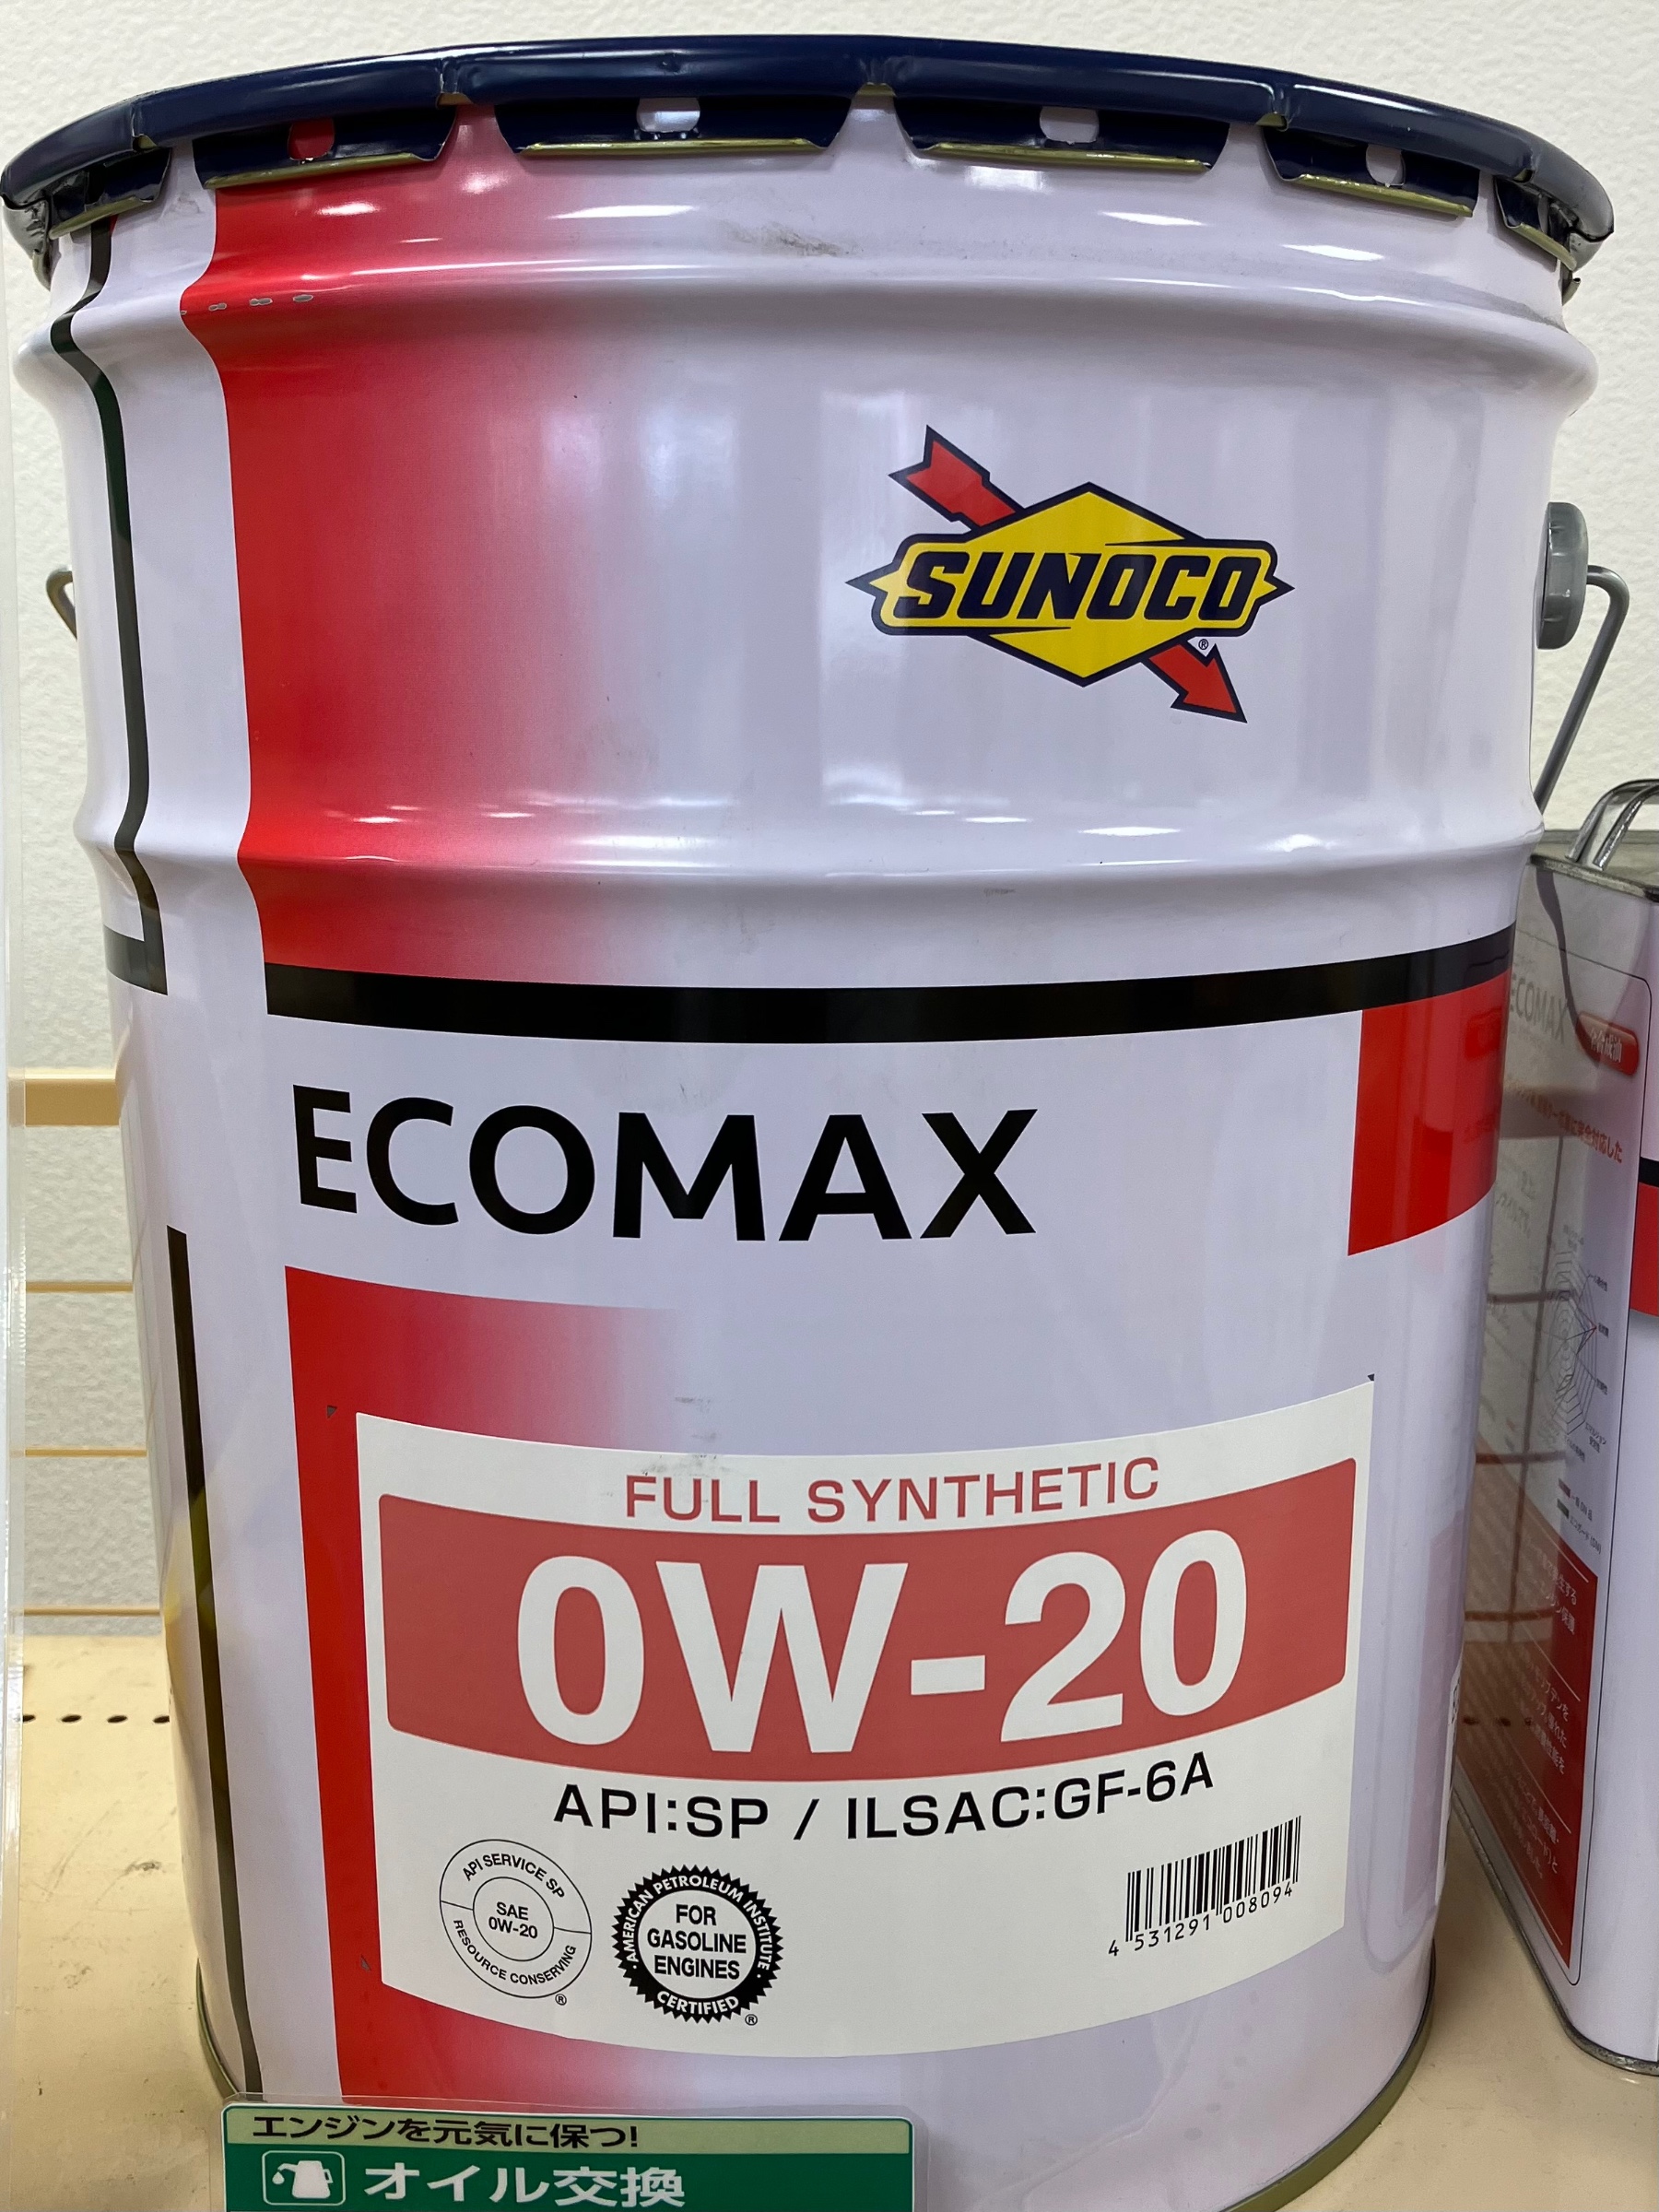 SUNOCO
®
ECOMAX
FULL SYNTHETIC
0W-20
API:SP / ILSAC:GF-6A
API SERVICE SP
SAE
0W-20
RESOURCE CONSERVING
®
AMERICAN PETROLEUM INSTITUTE
FOR
GASOLINE
ENGINES
CERTIFIED
®
4 531291 008094
エンジンを元気に保つ!
オイル交換
ECOMAX